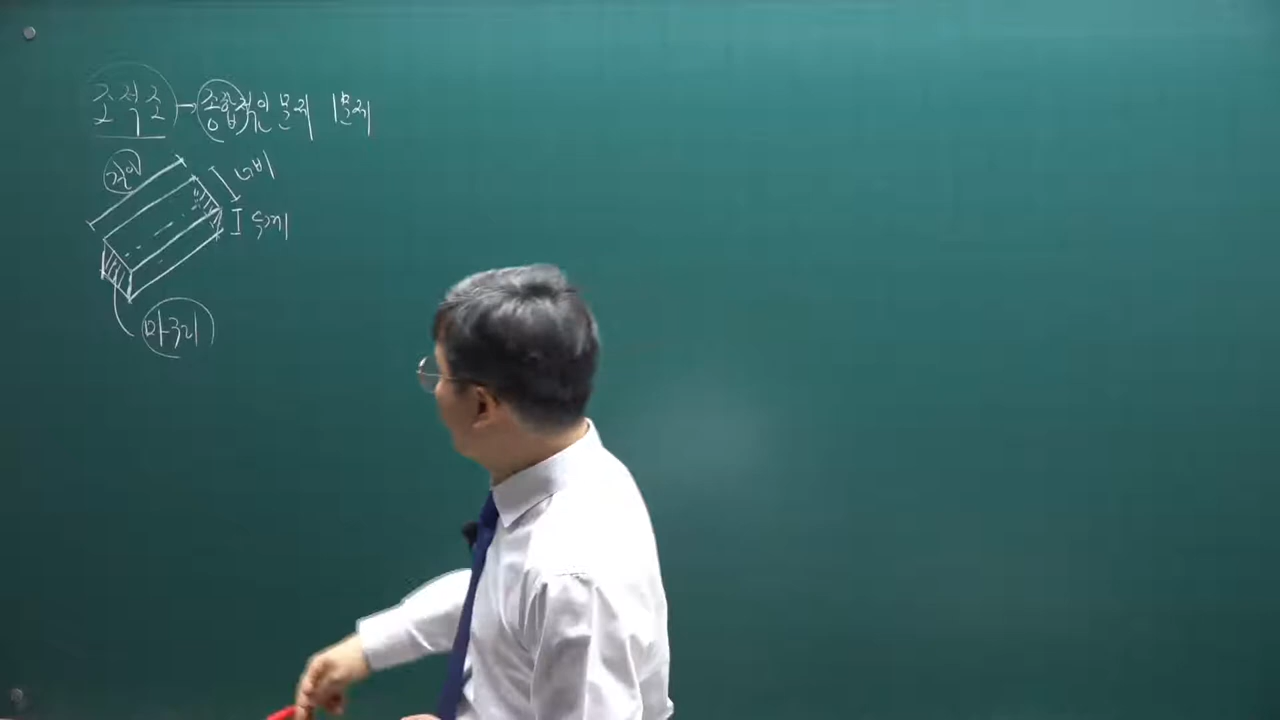 조적조 → 종합적인 문제 1문제
길이
너비
두께
마구리